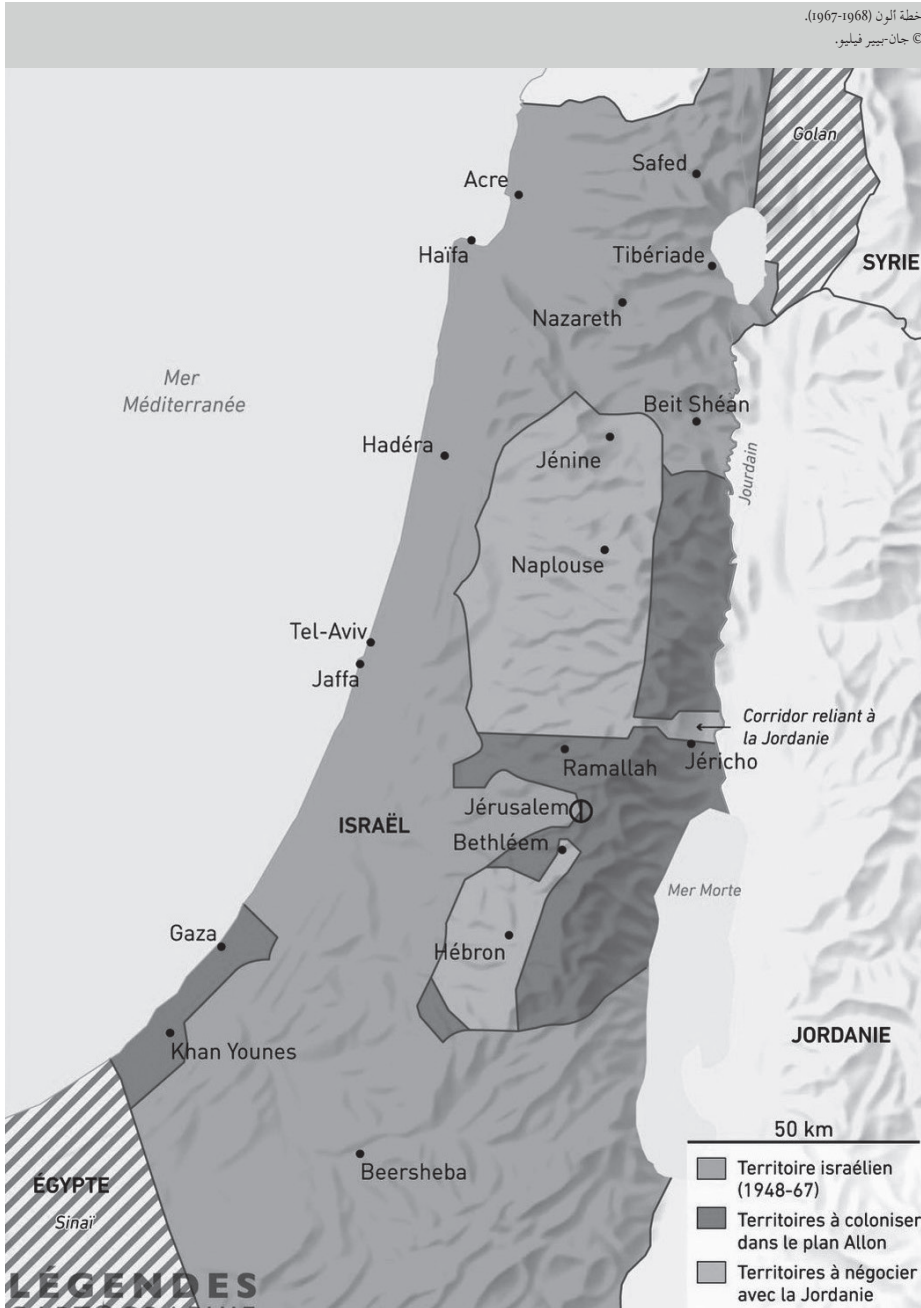 خطة ألون (1967-1968).
© جان-بيير فيليو.
Golan
Safed
Acre
Haïfa
Tibériade
SYRIE
Nazareth
Mer
Méditerranée
Beit Shéan
Hadéra
Jénine
Jourdain
Naplouse
Tel-Aviv
Jaffa
Corridor reliant à
la Jordanie
Ramallah
Jéricho
Jérusalem
ISRAËL
Bethléem
Mer Morte
Gaza
Hébron
JORDANIE
Khan Younes
50 km
Beersheba
Territoire israélien
(1948-67)
ÉGYPTE
Sinaï
Territoires à coloniser
dans le plan Allon
Territoires à négocier
avec la Jordanie
LÉGENDES